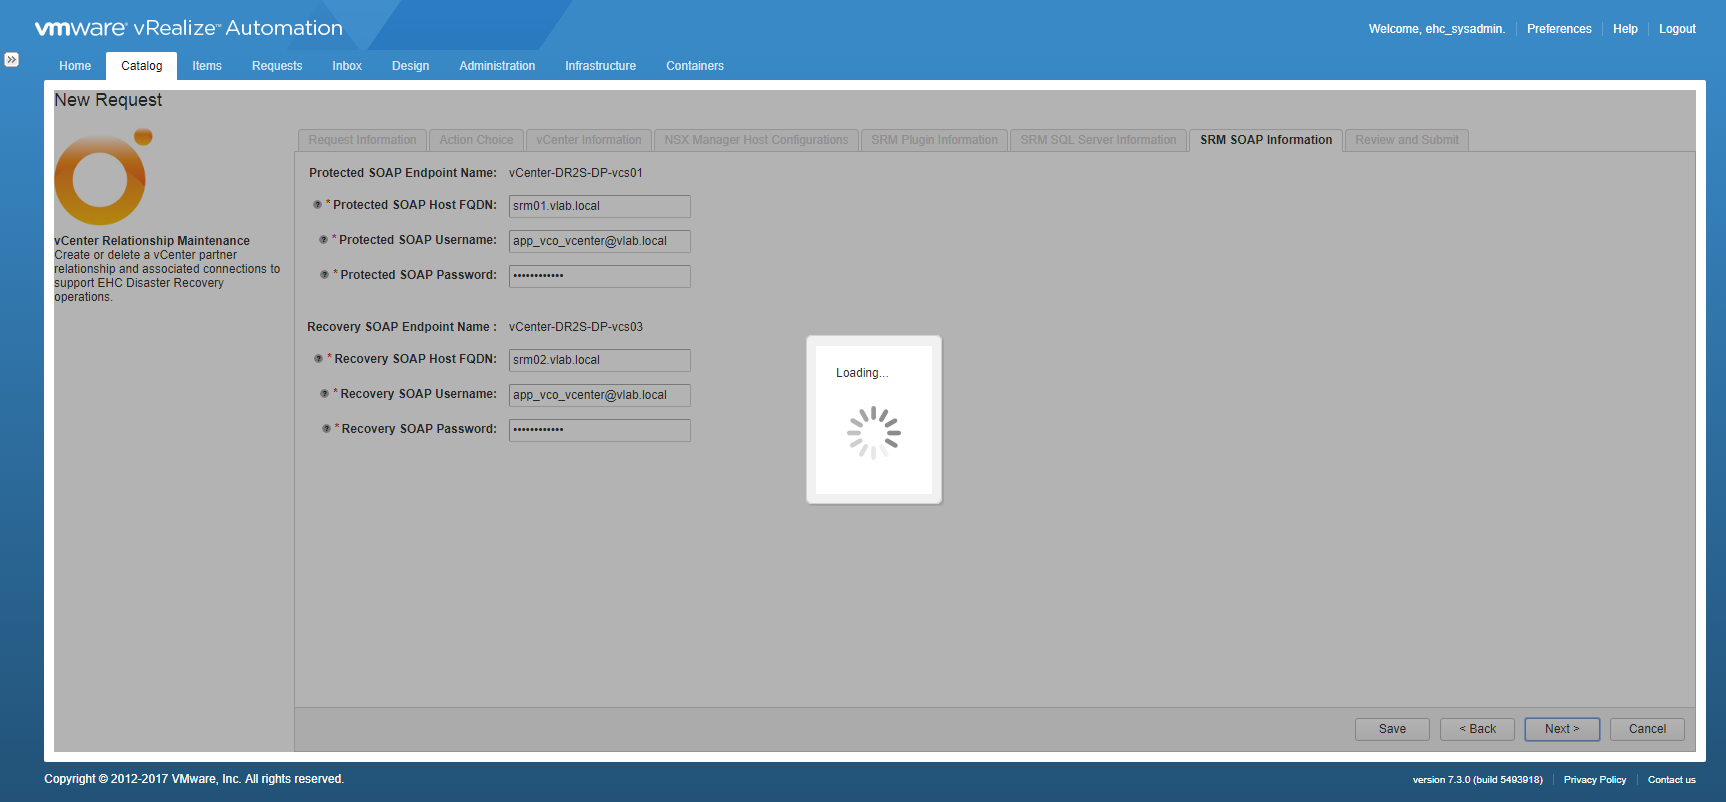 vmware® vRealize™ Automation
Welcome, ehc_sysadmin. Preferences Help Logout
Home Catalog Items Requests Inbox Design Administration Infrastructure Containers
New Request
Request Information Action Choice vCenter Information NSX Manager Host Configurations SRM Plugin Information SRM SQL Server Information SRM SOAP Information Review and Submit
vCenter Relationship Maintenance
Create or delete a vCenter partner
relationship and associated connections to
support EHC Disaster Recovery
operations.
Protected SOAP Endpoint Name: vCenter-DR2S-DP-vcs01
? * Protected SOAP Host FQDN: srm01.vlab.local
? * Protected SOAP Username: app_vco_vcenter@vlab.local
? * Protected SOAP Password: ••••••••••••
Recovery SOAP Endpoint Name : vCenter-DR2S-DP-vcs03
? * Recovery SOAP Host FQDN: srm02.vlab.local
? * Recovery SOAP Username: app_vco_vcenter@vlab.local
? * Recovery SOAP Password: ••••••••••••
Loading...
Save < Back Next > Cancel
Copyright © 2012-2017 VMware, Inc. All rights reserved.
version 7.3.0 (build 5493918) Privacy Policy Contact us